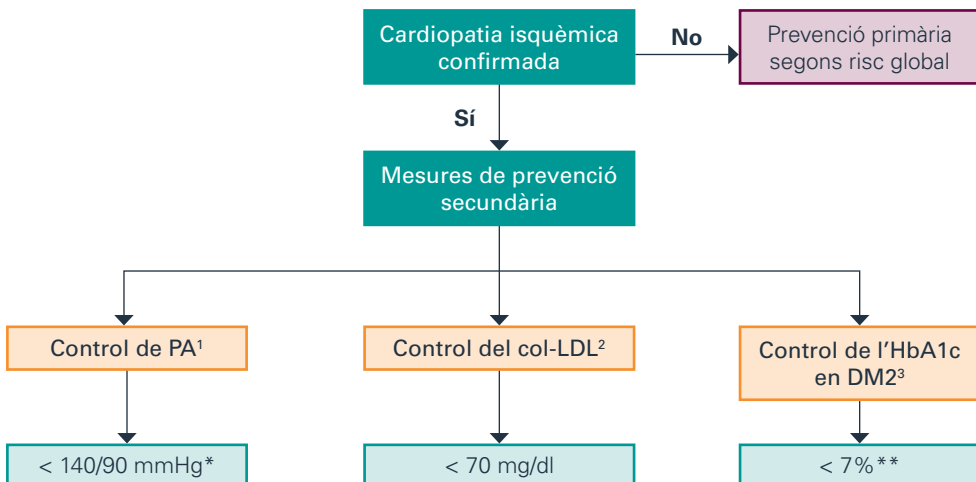 Cardiopatia isquèmica
confirmada
No
Prevenció primària
segons risc global
Sí
Mesures de prevenció
secundària
Control de PA¹
Control del col-LDL²
Control de l'HbA1c
en DM2³
< 140/90 mmHg*
< 70 mg/dl
< 7%**